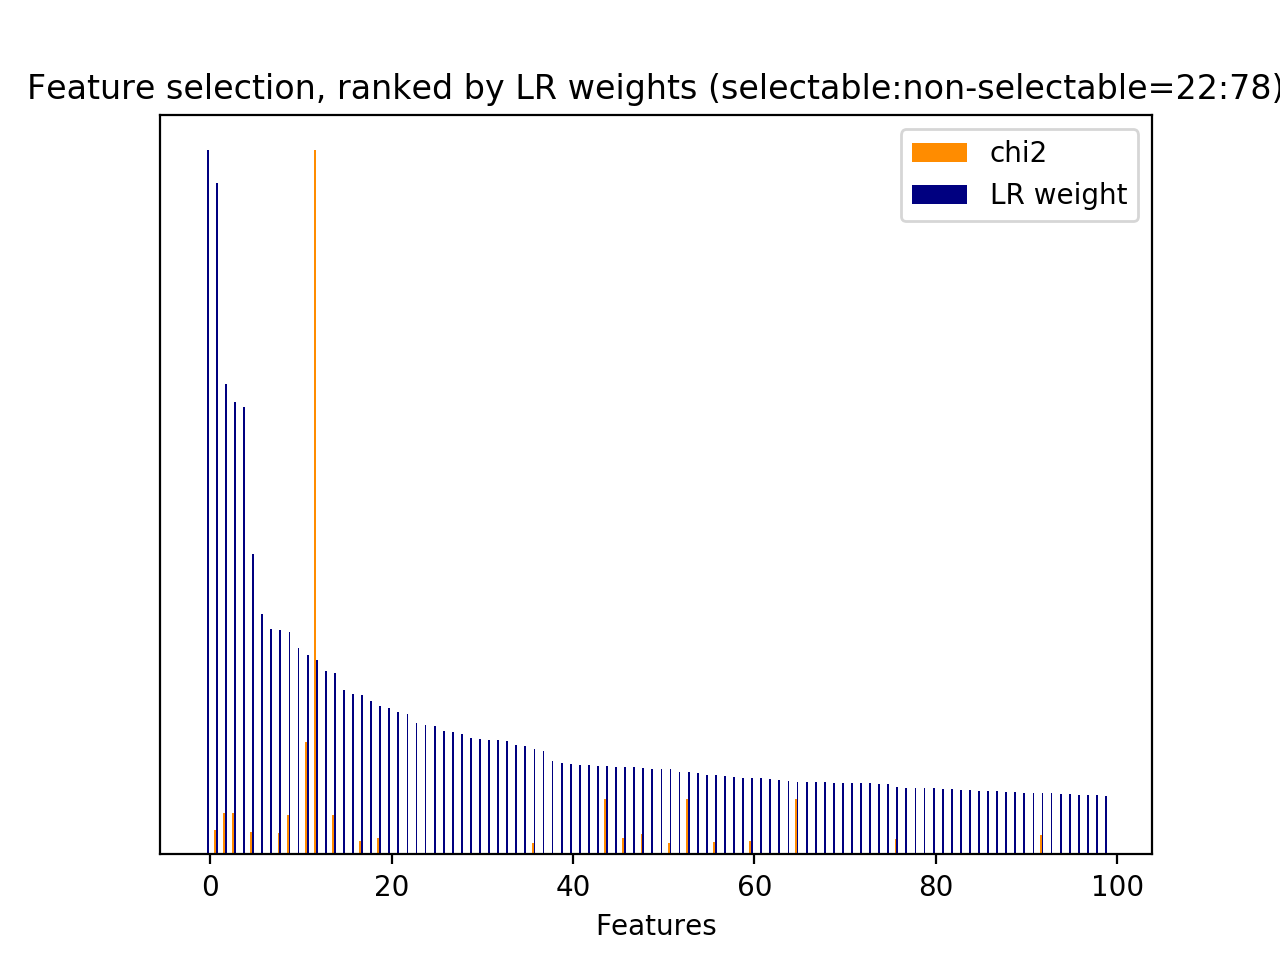 Feature selection, ranked by LR weights (selectable:non-selectable=22:78)
chi2
LR weight
0 20 40 60 80 100
Features